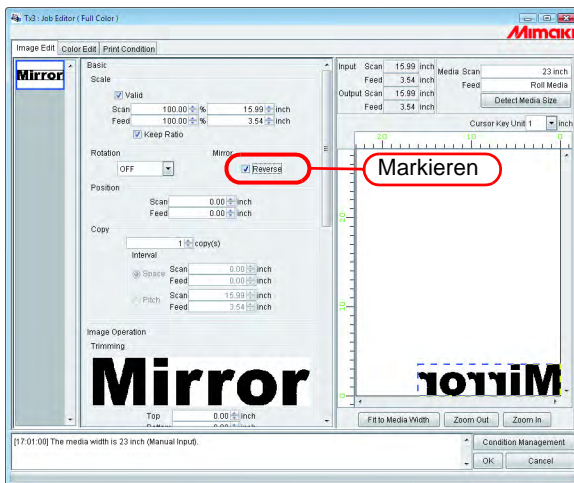 Tx3 : Job Editor ( Full Color )
Mimaki
Image Edit Color Edit Print Condition
Mirror
Basic
Scale
Valid
Scan 100.00 % 15.99 inch
Feed 100.00 % 3.54 inch
Keep Ratio
Rotation Mirror
OFF Reverse
Markieren
Position
Scan 0.00 inch
Feed 0.00 inch
Copy
1 copy(s)
Interval
Space Scan 0.00 inch
Feed 0.00 inch
Pitch Scan 15.99 inch
Feed 3.54 inch
Image Operation
Trimming
Mirror
Top 0.00 inch
Input Scan 15.99 inch
Feed 3.54 inch
Output Scan 15.99 inch
Feed 3.54 inch
Media Scan 23 inch
Feed Roll Media
Detect Media Size
Cursor Key Unit 1 inch
20 10 0
20
10
0
Mirror
Fit to Media Width Zoom Out Zoom In
[17:01:00] The media width is 23 inch (Manual Input).
Condition Management
OK Cancel